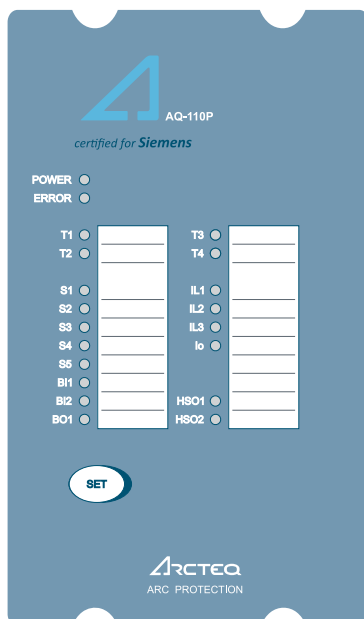 AQ-110P
certified for Siemens
POWER
ERROR
T1
T2
S1
S2
S3
S4
S5
BI1
BI2
BO1
T3
T4
IL1
IL2
IL3
Io
HSO1
HSO2
SET
ARCTEQ
ARC PROTECTION